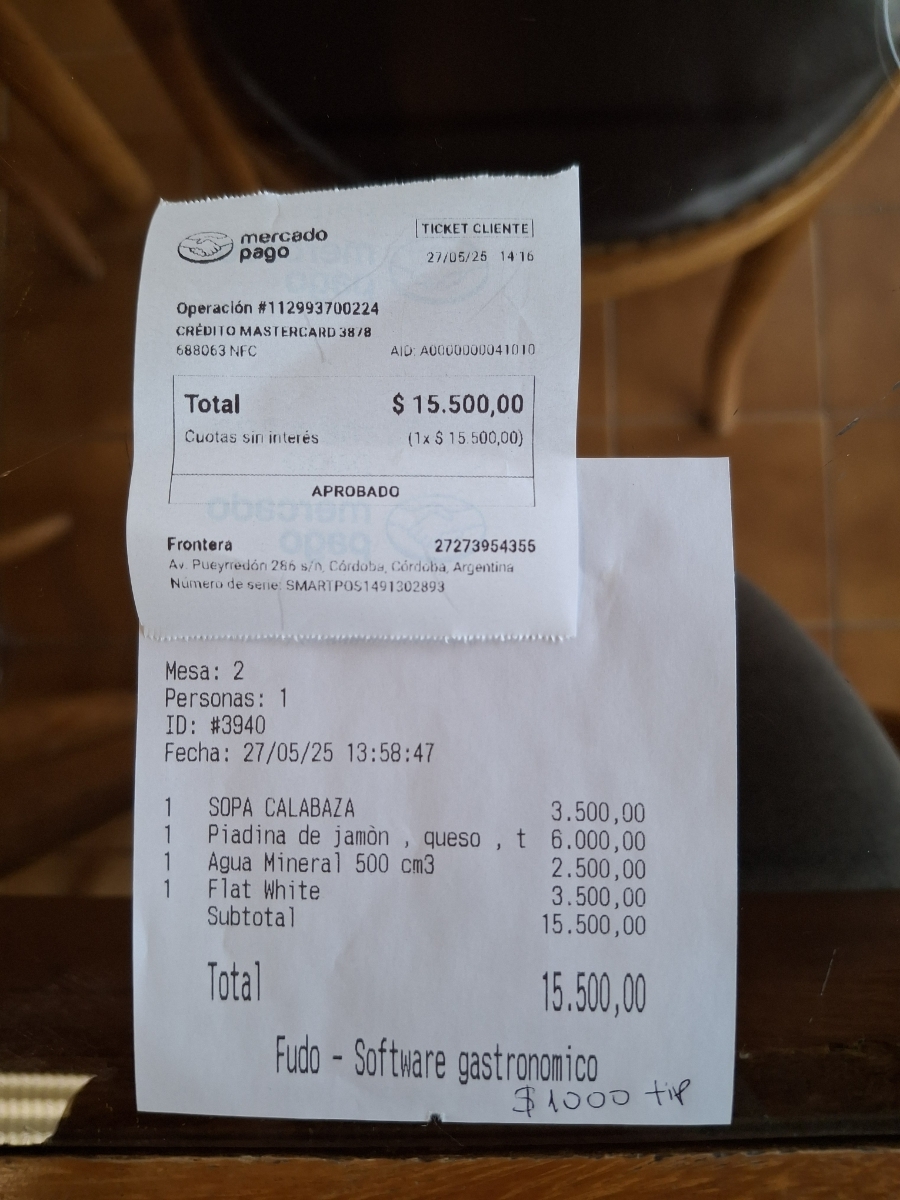 mercado pago
TICKET CLIENTE
27/05/25 14:16
Operación #112993700224
CRÉDITO MASTERCARD 3878
688063 NFC AID: A0000000041010
Total $ 15.500,00
Cuotas sin interés (1x $ 15.500,00)
APROBADO
Frontera 27273954355
Av. Pueyrredón 286 s/n, Córdoba, Córdoba, Argentina
Número de serie: SMARTPOS1491302893
Mesa: 2
Personas: 1
ID: #3940
Fecha: 27/05/25 13:58:47
1 SOPA CALABAZA 3.500,00
1 Piadina de jamòn , queso , t 6.000,00
1 Agua Mineral 500 cm3 2.500,00
1 Flat White 3.500,00
Subtotal 15.500,00
Total 15.500,00
Fudo - Software gastronomico
$1000 tip